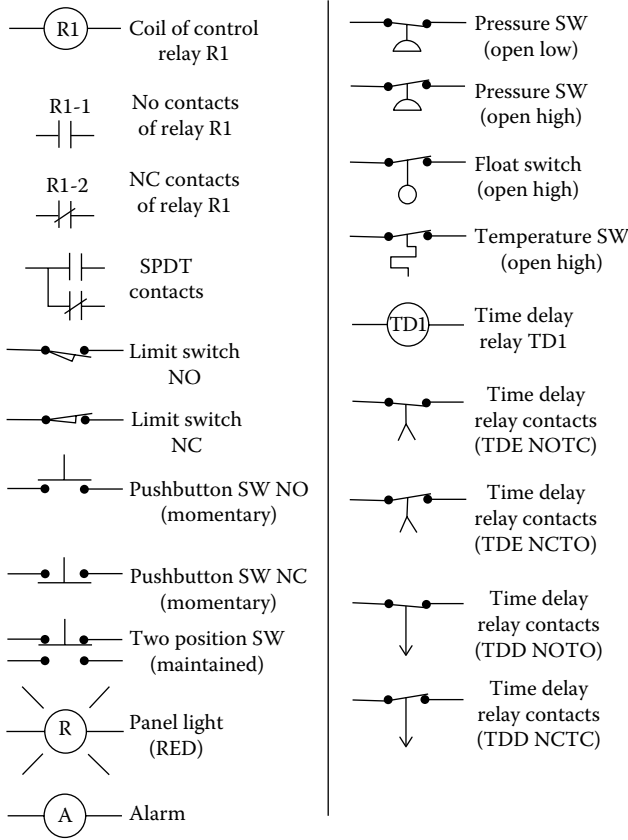 R1
Coil of control
relay R1
R1-1
No contacts
of relay R1
R1-2
NC contacts
of relay R1
SPDT
contacts
Limit switch
NO
Limit switch
NC
Pushbutton SW NO
(momentary)
Pushbutton SW NC
(momentary)
Two position SW
(maintained)
R
Panel light
(RED)
A
Alarm
Pressure SW
(open low)
Pressure SW
(open high)
Float switch
(open high)
Temperature SW
(open high)
TD1
Time delay
relay TD1
Time delay
relay contacts
(TDE NOTC)
Time delay
relay contacts
(TDE NCTO)
Time delay
relay contacts
(TDD NOTO)
Time delay
relay contacts
(TDD NCTC)